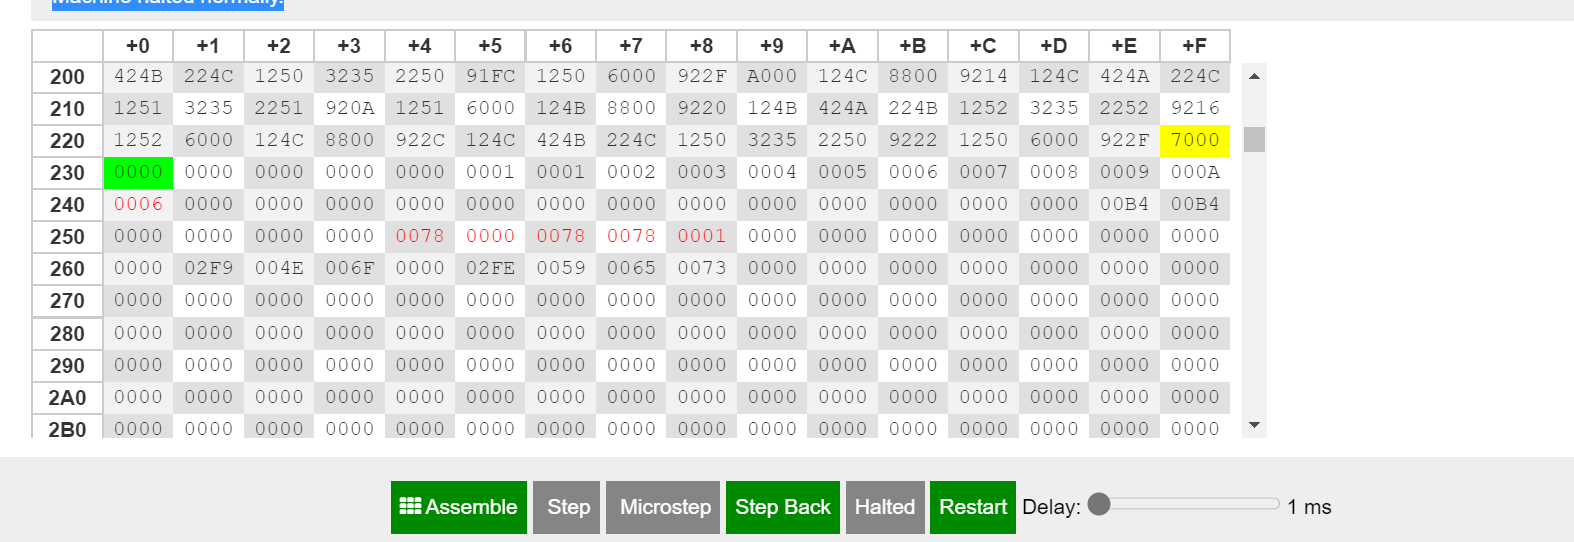 Machine halted normally.
+0 +1 +2 +3 +4 +5 +6 +7 +8 +9 +A +B +C +D +E +F
200 424B 224C 1250 3235 2250 91FC 1250 6000 922F A000 124C 8800 9214 124C 424A 224C
210 1251 3235 2251 920A 1251 6000 124B 8800 9220 124B 424A 224B 1252 3235 2252 9216
220 1252 6000 124C 8800 922C 124C 424B 224C 1250 3235 2250 9222 1250 6000 922F 7000
230 0000 0000 0000 0000 0000 0001 0001 0002 0003 0004 0005 0006 0007 0008 0009 000A
240 0006 0000 0000 0000 0000 0000 0000 0000 0000 0000 0000 0000 0000 0000 00B4 00B4
250 0000 0000 0000 0000 0078 0000 0078 0078 0001 0000 0000 0000 0000 0000 0000 0000
260 0000 02F9 004E 006F 0000 02FE 0059 0065 0073 0000 0000 0000 0000 0000 0000 0000
270 0000 0000 0000 0000 0000 0000 0000 0000 0000 0000 0000 0000 0000 0000 0000 0000
280 0000 0000 0000 0000 0000 0000 0000 0000 0000 0000 0000 0000 0000 0000 0000 0000
290 0000 0000 0000 0000 0000 0000 0000 0000 0000 0000 0000 0000 0000 0000 0000 0000
2A0 0000 0000 0000 0000 0000 0000 0000 0000 0000 0000 0000 0000 0000 0000 0000 0000
2B0 0000 0000 0000 0000 0000 0000 0000 0000 0000 0000 0000 0000 0000 0000 0000 0000
Assemble Step Microstep Step Back Halted Restart Delay: 1 ms